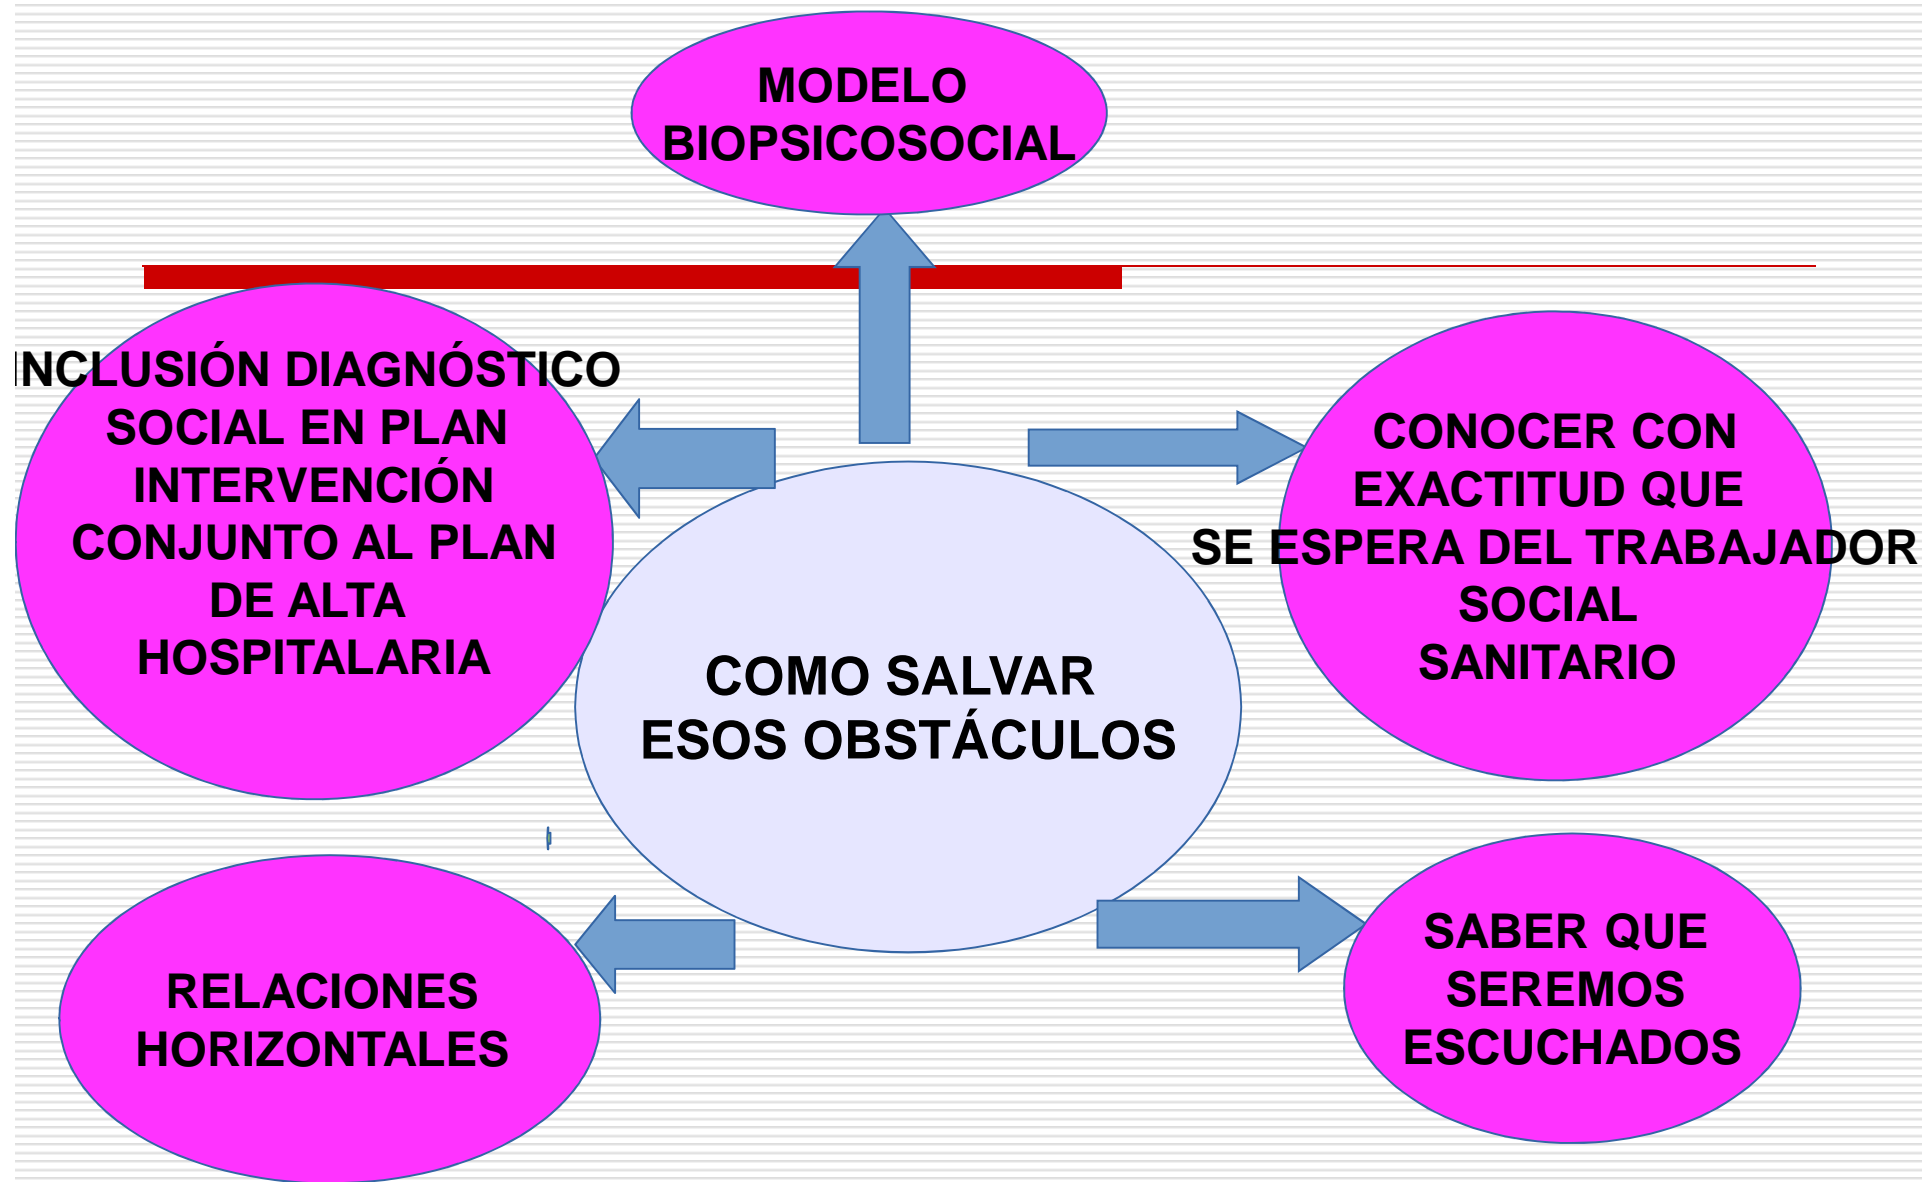 MODELO
BIOPSICOSOCIAL
INCLUSIÓN DIAGNÓSTICO
SOCIAL EN PLAN
INTERVENCIÓN
CONJUNTO AL PLAN
DE ALTA
HOSPITALARIA
CONOCER CON
EXACTITUD QUE
SE ESPERA DEL TRABAJADOR
SOCIAL
SANITARIO
COMO SALVAR
ESOS OBSTÁCULOS
RELACIONES
HORIZONTALES
SABER QUE
SEREMOS
ESCUCHADOS